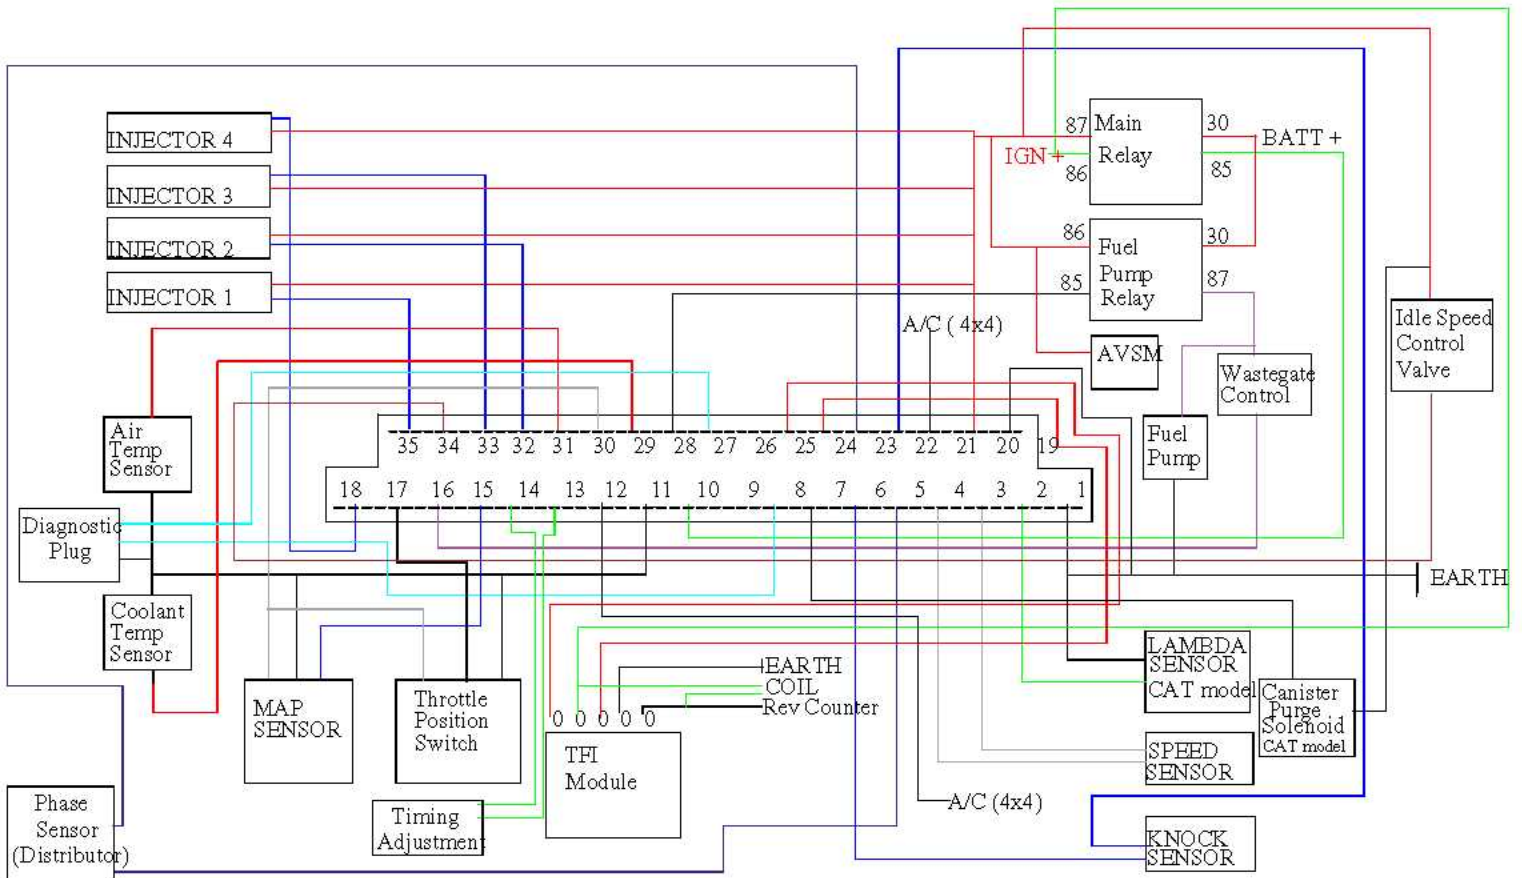 INJECTOR 4
INJECTOR 3
INJECTOR 2
INJECTOR 1
87
Main
Relay
30
BATT +
IGN +
86
85
86
Fuel
Pump
Relay
30
85
87
A/C ( 4x4)
AVSM
Wastegate
Control
Idle Speed
Control
Valve
Fuel
Pump
Air
Temp
Sensor
35 34 33 32 31 30 29 28 27 26 25 24 23 22 21 20 19
18 17 16 15 14 13 12 11 10 9 8 7 6 5 4 3 2 1
Diagnostic
Plug
EARTH
Coolant
Temp
Sensor
MAP
SENSOR
Throttle
Position
Switch
EARTH
COIL
Rev Counter
0 0 0 0 0
TFI
Module
LAMBDA
SENSOR
CAT model
Canister
Purge
Solenoid
CAT model
SPEED
SENSOR
A/C (4x4)
Timing
Adjustment
Phase
Sensor
(Distributor)
KNOCK
SENSOR